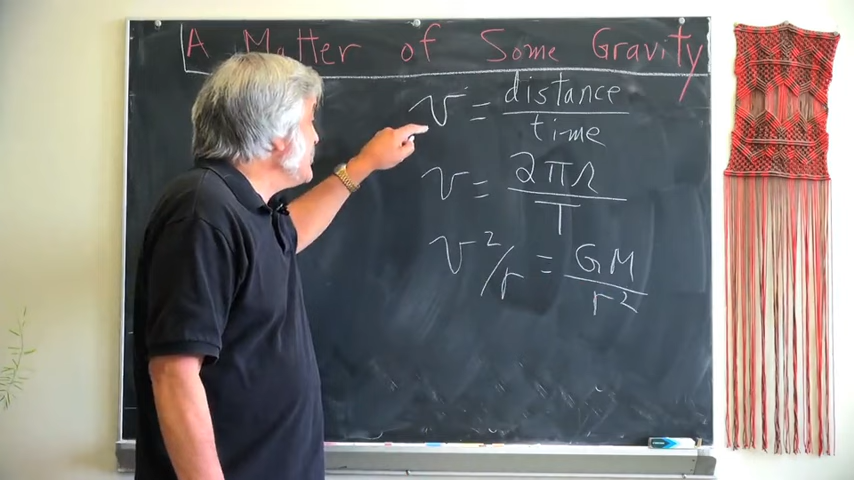 A Matter of Some Gravity
v = distance / time
v = 2πr / T
v²/r = GM / r²